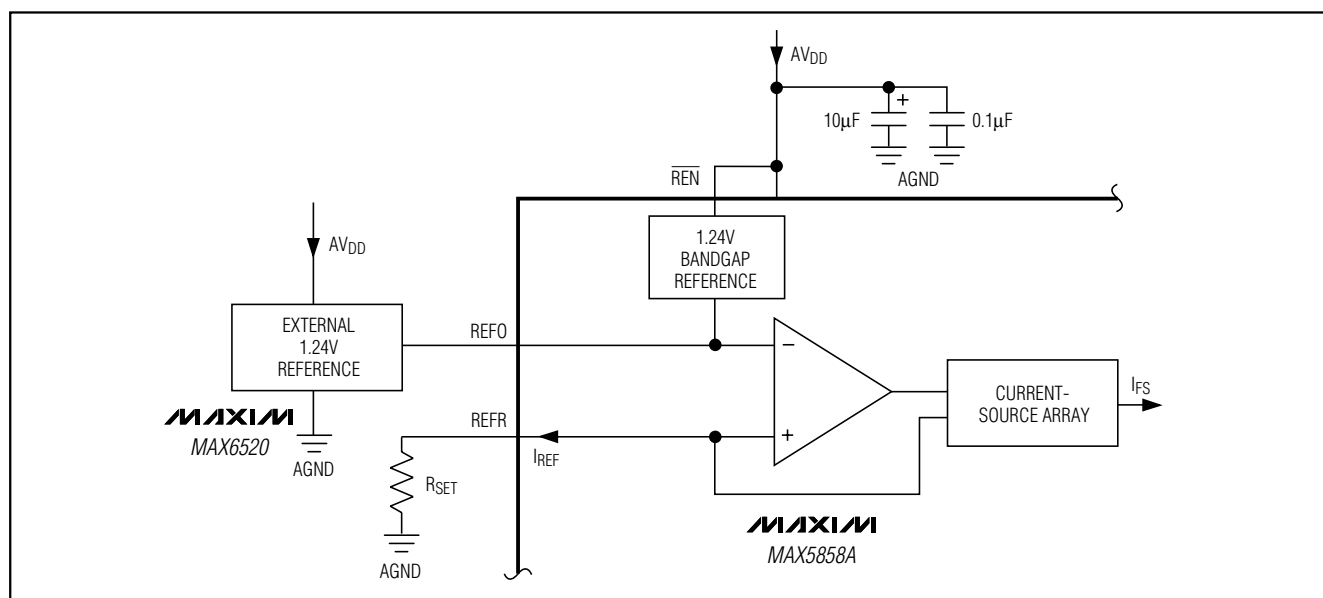 AVDD
10µF
+
0.1µF
AGND
REN
AVDD
1.24V
BANDGAP
REFERENCE
EXTERNAL
1.24V
REFERENCE
REFO
−
MAXIM
MAX6520
AGND
REFR
IREF
+
CURRENT-
SOURCE ARRAY
IFS
RSET
AGND
MAXIM
MAX5858A